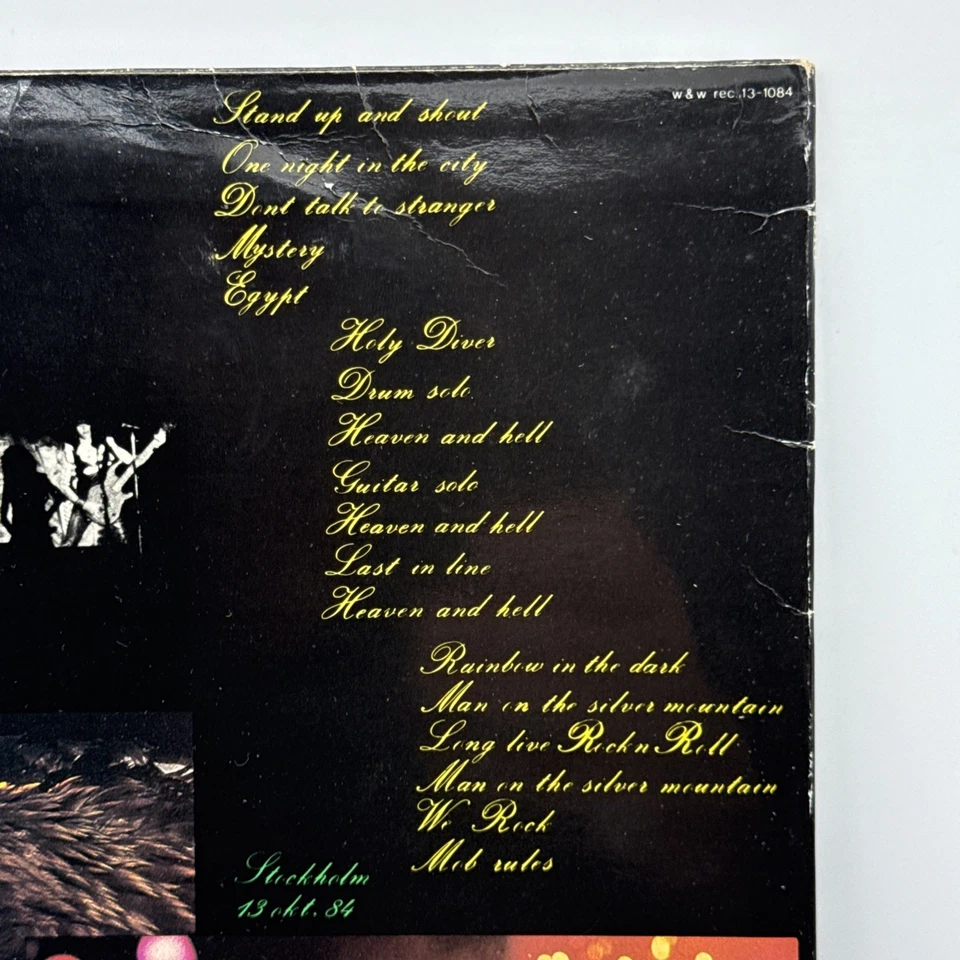 w&w rec.13-1084
Stand up and shout
One night in the city
Dont talk to stranger
Mystery
Egypt
Holy Diver
Drum solo
Heaven and hell
Guitar solo
Heaven and hell
Last in line
Heaven and hell
Rainbow in the dark
Man on the silver mountain
Long live Rock n Roll
Man on the silver mountain
We Rock
Mob rules
Stockholm
13 okt. 84